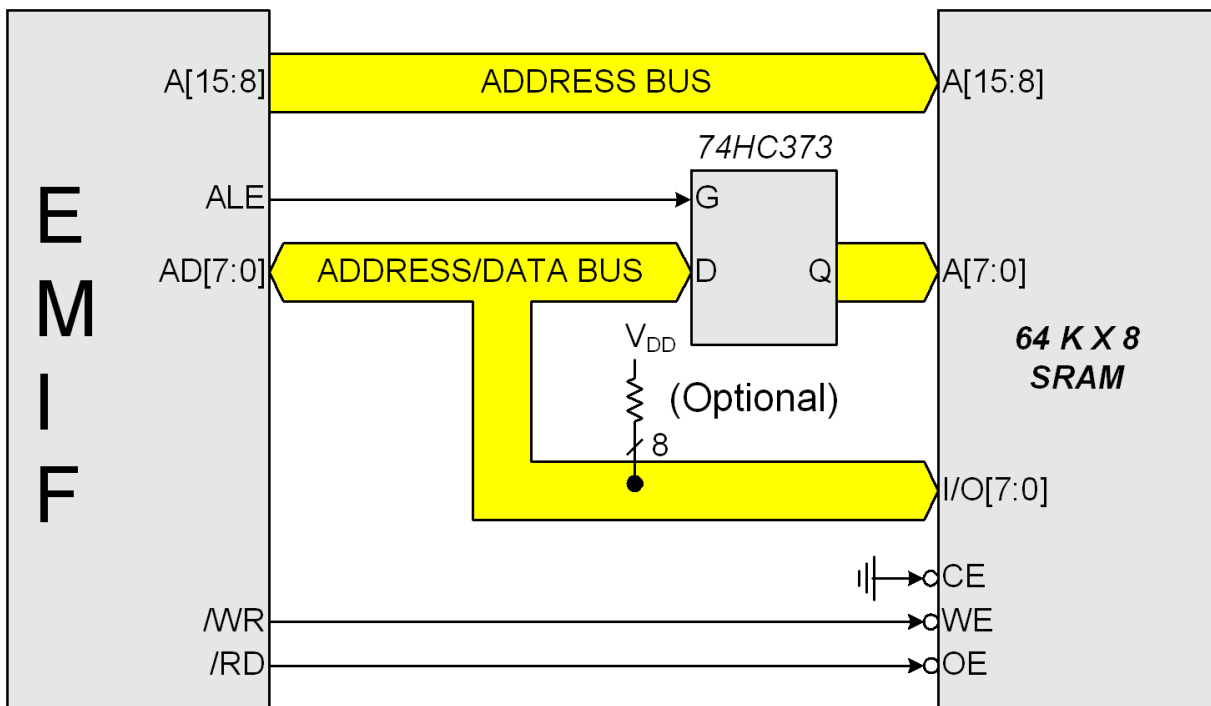 A[15:8] ADDRESS BUS A[15:8]
74HC373
ALE G
AD[7:0] ADDRESS/DATA BUS D Q A[7:0]
E
M
I
F
64 K X 8
SRAM
VDD
(Optional)
8
I/O[7:0]
CE
/WR WE
/RD OE